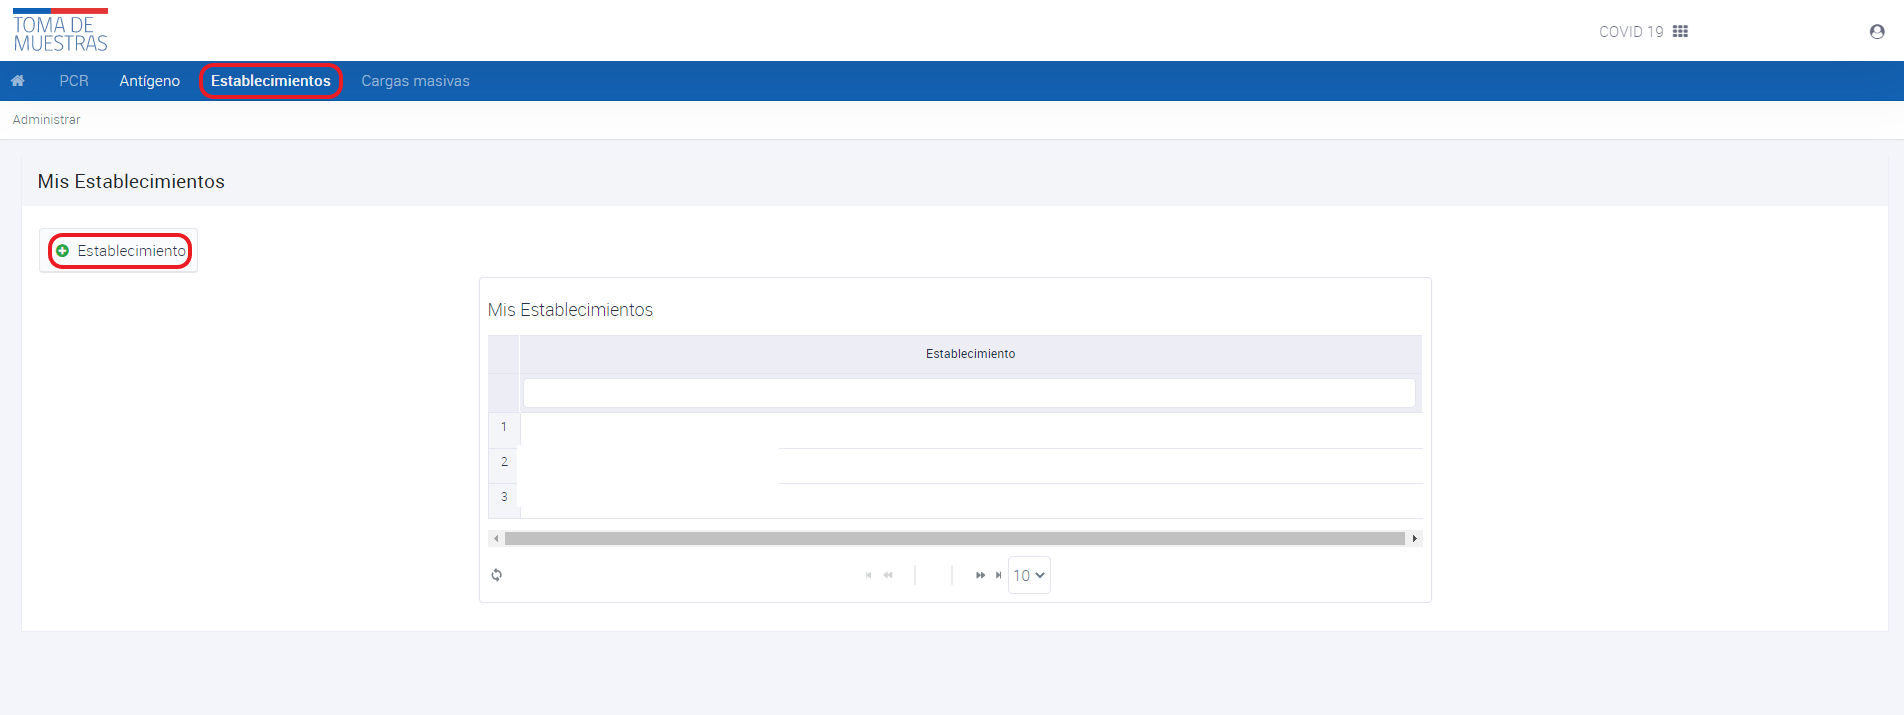 TOMA DE
MUESTRAS
COVID 19
PCR Antígeno Establecimientos Cargas masivas
Administrar
Mis Establecimientos
Establecimiento
Mis Establecimientos
Establecimiento
1
2
3
10